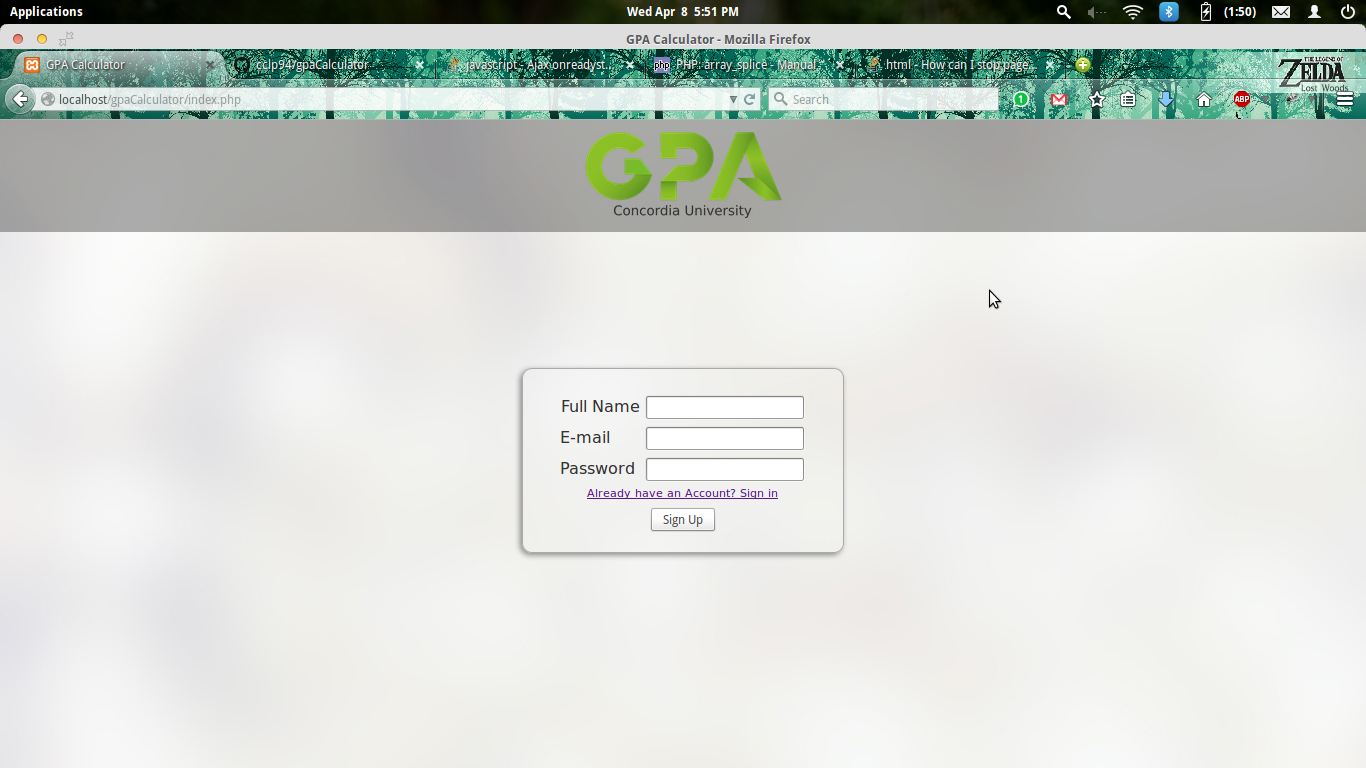 Applications
Wed Apr 8 5:51 PM
(1:50)
GPA Calculator - Mozilla Firefox
GPA Calculator
cclp94/gpaCalculator
javascript - Ajax onreadyst...
php PHP: array_splice - Manual
html - How can I stop page...
THE LEGEND OF
ZELDA
Lost Woods
localhost/gpaCalculator/index.php
Search
1
ABP
GPA
Concordia University
Full Name
E-mail
Password
Already have an Account? Sign in
Sign Up